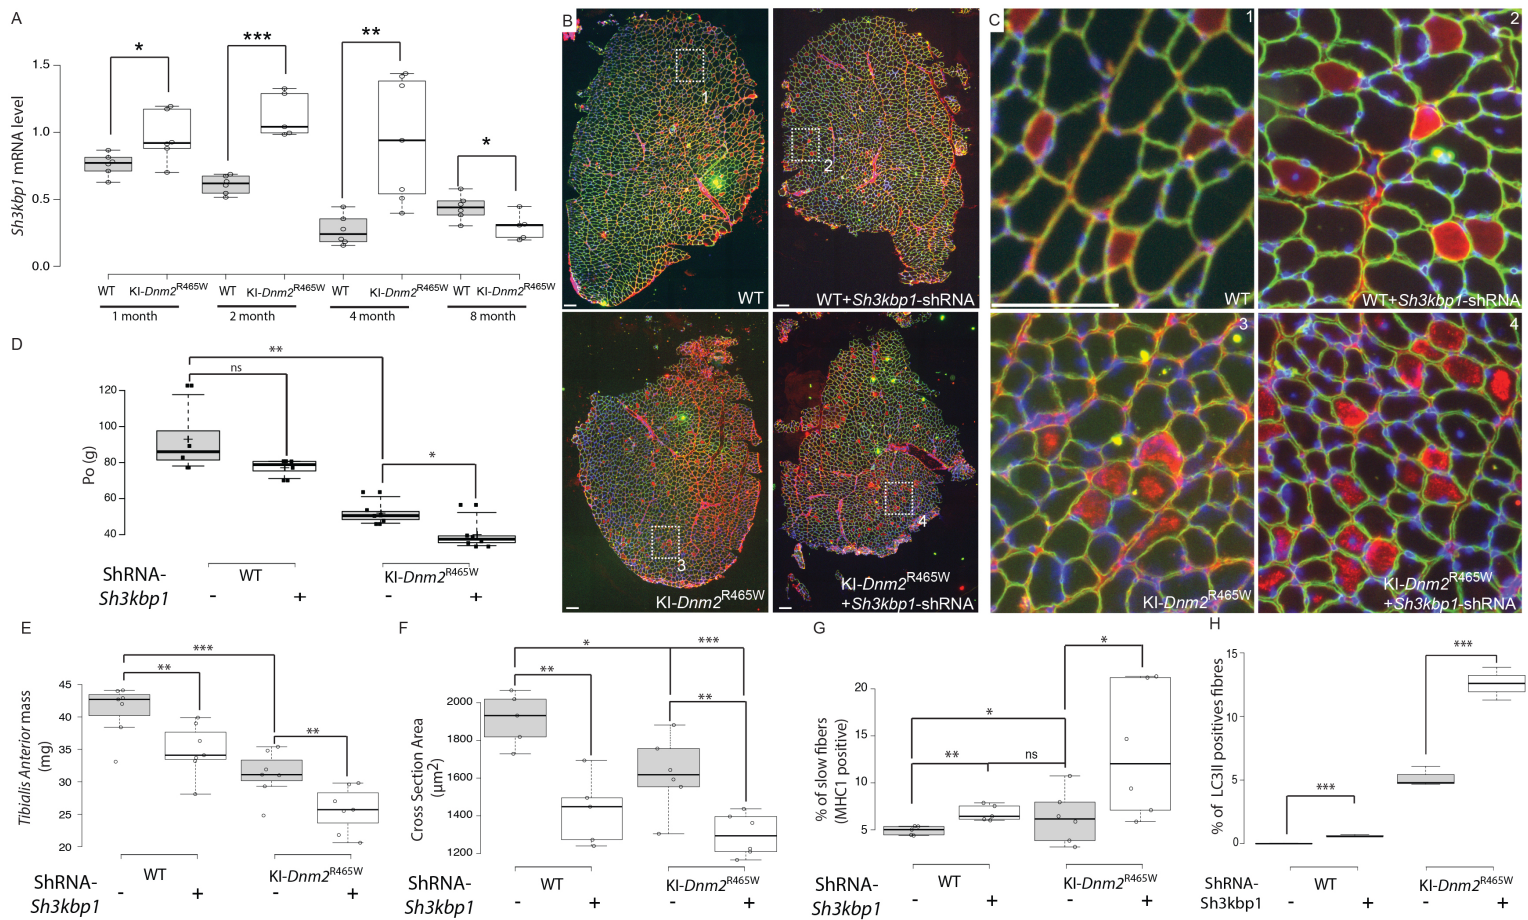 A
Sh3kbp1 mRNA level
1.5
1.0
0.5
0.0
*
***
**
*
WT KI-Dnm2R465W WT KI-Dnm2R465W WT KI-Dnm2R465W WT KI-Dnm2R465W
1 month 2 month 4 month 8 month
B
1
WT
2
WT+Sh3kbp1-shRNA
3
KI-Dnm2R465W
4
KI-Dnm2R465W
+Sh3kbp1-shRNA
C
1
WT
2
WT+Sh3kbp1-shRNA
3
KI-Dnm2R465W
4
KI-Dnm2R465W
+Sh3kbp1-shRNA
D
Po (g)
120
100
80
60
40
**
ns
*
ShRNA-
Sh3kbp1
WT KI-Dnm2R465W
- + - +
E
Tibialis Anterior mass
(mg)
45
40
35
30
25
20
***
**
**
WT KI-Dnm2R465W
ShRNA-
Sh3kbp1
- + - +
F
Cross Section Area
(µm2)
2000
1800
1600
1400
1200
*
***
**
**
WT KI-Dnm2R465W
ShRNA-
Sh3kbp1
- + - +
G
% of slow fibers
(MHC1 positive)
20
15
10
5
*
*
**
ns
WT KI-Dnm2R465W
ShRNA-
Sh3kbp1
- + - +
H
% of LC3II positives fibres
15
10
5
0
***
***
WT KI-Dnm2R465W
ShRNA-
Sh3kbp1
- + - +